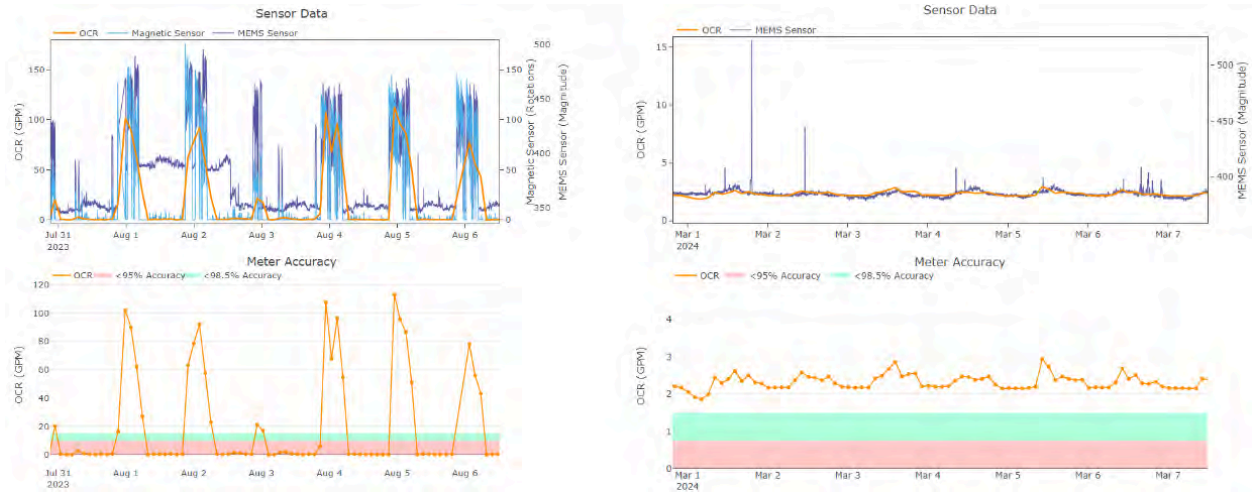 Sensor Data
OCR Magnetic Sensor MEMS Sensor
150
100
50
0
OCR (GPM)
150
100
50
0
Magnetic Sensor (Rotations)
500
450
400
350
MEMS Sensor (Magnitude)
Jul 31 Aug 1 Aug 2 Aug 3 Aug 4 Aug 5 Aug 6
2023
Sensor Data
OCR MEMS Sensor
15
10
5
0
OCR (GPM)
500
450
400
MEMS Sensor (Magnitude)
Mar 1 Mar 2 Mar 3 Mar 4 Mar 5 Mar 6 Mar 7
2024
Meter Accuracy
OCR <95% Accuracy <98.5% Accuracy
120
100
80
60
40
20
0
OCR (GPM)
Jul 31 Aug 1 Aug 2 Aug 3 Aug 4 Aug 5 Aug 6
2023
Meter Accuracy
OCR <95% Accuracy <98.5% Accuracy
4
3
2
1
0
OCR (GPM)
Mar 1 Mar 2 Mar 3 Mar 4 Mar 5 Mar 6 Mar 7
2024